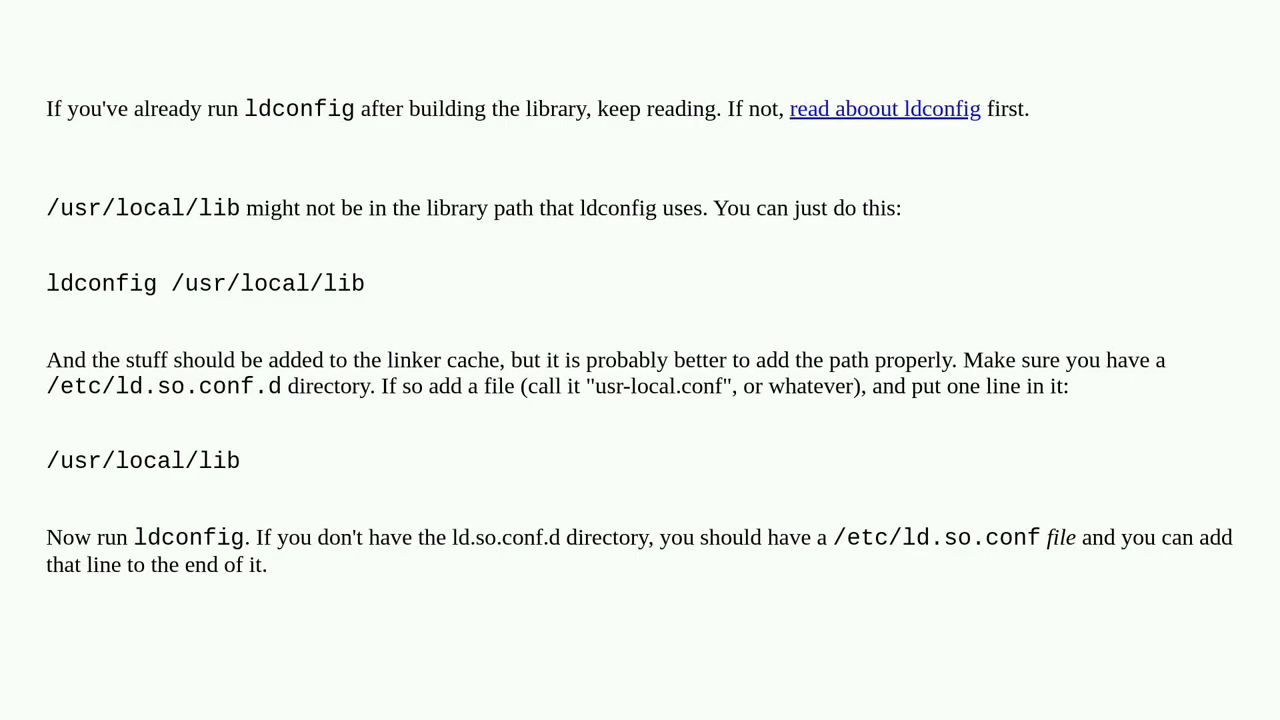 If you've already run ldconfig after building the library, keep reading. If not, read aboout ldconfig first.
/usr/local/lib might not be in the library path that ldconfig uses. You can just do this:
ldconfig /usr/local/lib
And the stuff should be added to the linker cache, but it is probably better to add the path properly. Make sure you have a
/etc/ld.so.conf.d directory. If so add a file (call it "usr-local.conf", or whatever), and put one line in it:
/usr/local/lib
Now run ldconfig. If you don't have the ld.so.conf.d directory, you should have a /etc/ld.so.conf file and you can add
that line to the end of it.